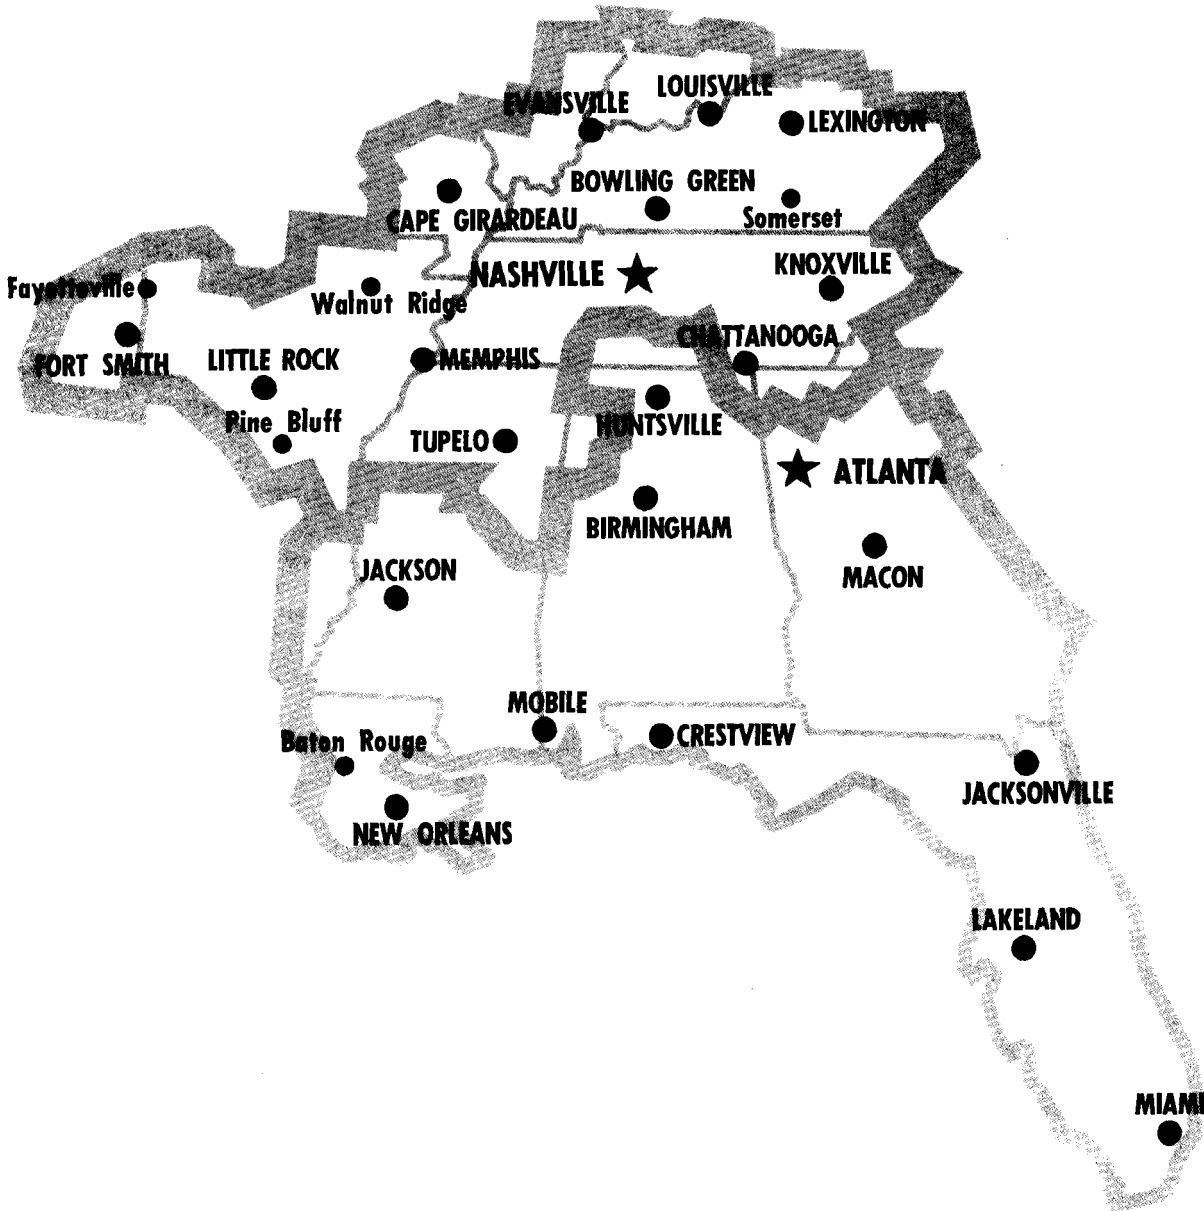 LOUISVILLE
EVANSVILLE
LEXINGTON
BOWLING GREEN
CAPE GIRARDEAU
Somerset
NASHVILLE
KNOXVILLE
Fayetteville
Walnut Ridge
CHATTANOOGA
FORT SMITH
LITTLE ROCK
MEMPHIS
Pine Bluff
HUNTSVILLE
TUPELO
ATLANTA
BIRMINGHAM
JACKSON
MACON
MOBILE
CRESTVIEW
Baton Rouge
JACKSONVILLE
NEW ORLEANS
LAKELAND
MIAMI